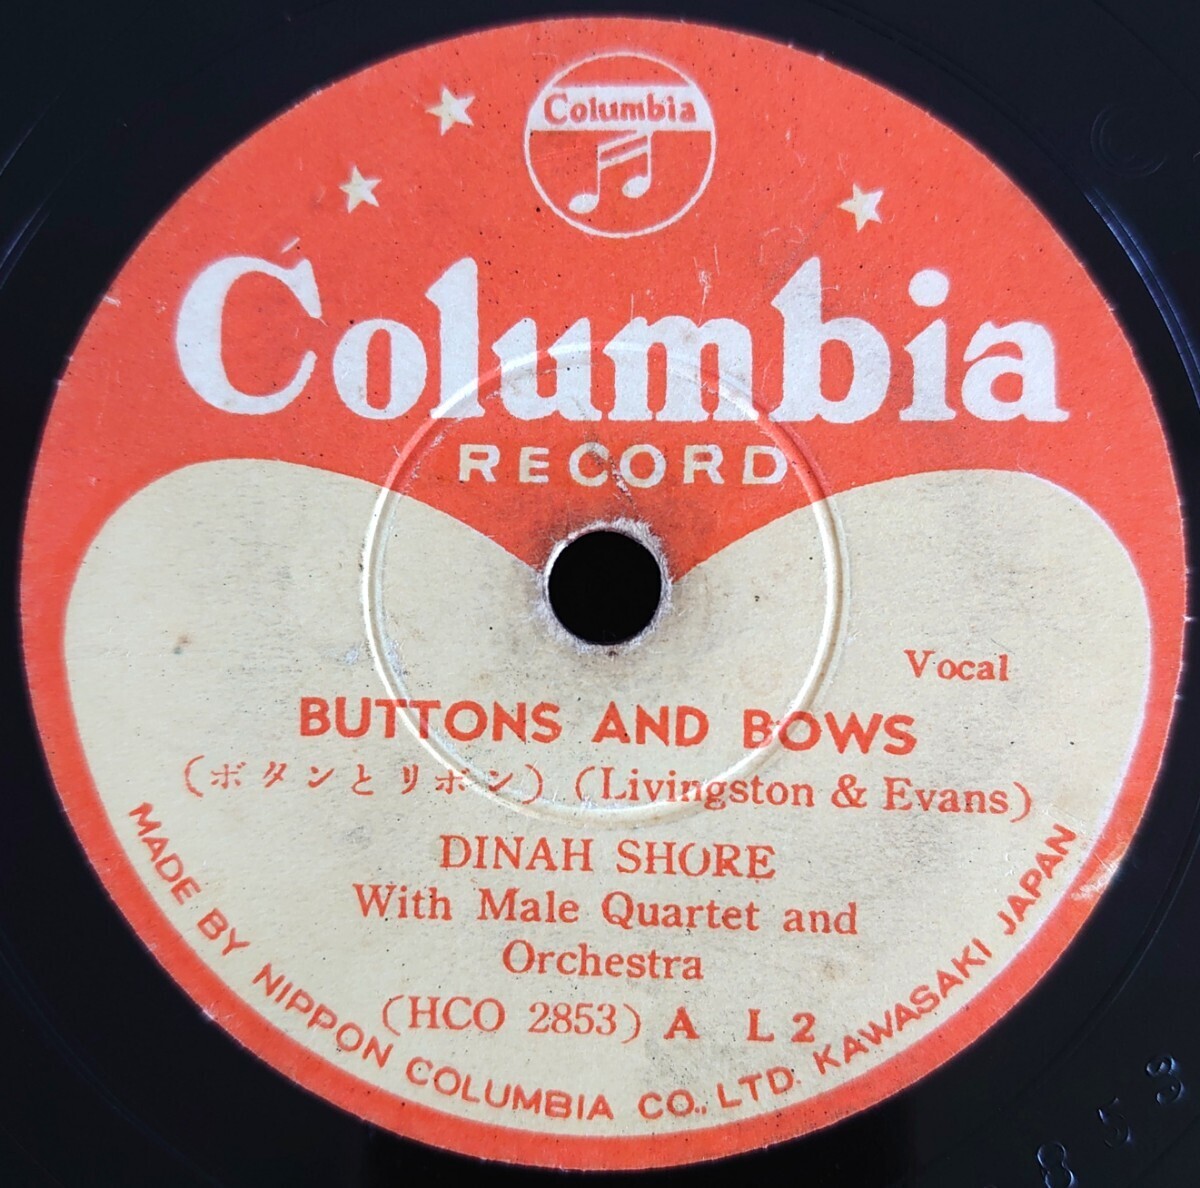 Columbia
Columbia
RECORD
Vocal
BUTTONS AND BOWS
(ボタンとリボン) (Livingston & Evans)
DINAH SHORE
With Male Quartet and
Orchestra
(HCO 2853) A L 2
MADE BY NIPPON COLUMBIA CO., LTD. KAWASAKI JAPAN
853